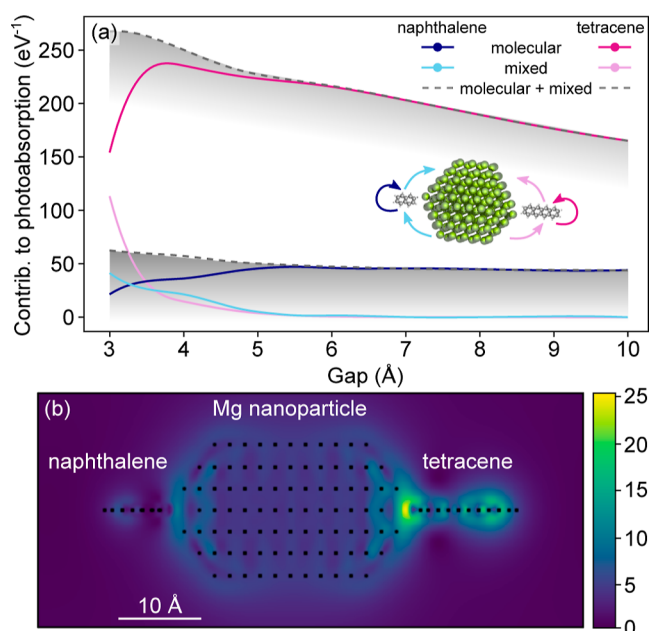 (a)
naphthalene tetracene
molecular
mixed
molecular + mixed
Contrib. to photoabsorption (eV⁻¹)
250
200
150
100
50
0
3 4 5 6 7 8 9 10
Gap (Å)
(b)
Mg nanoparticle
naphthalene tetracene
10 Å
25
20
15
10
5
0